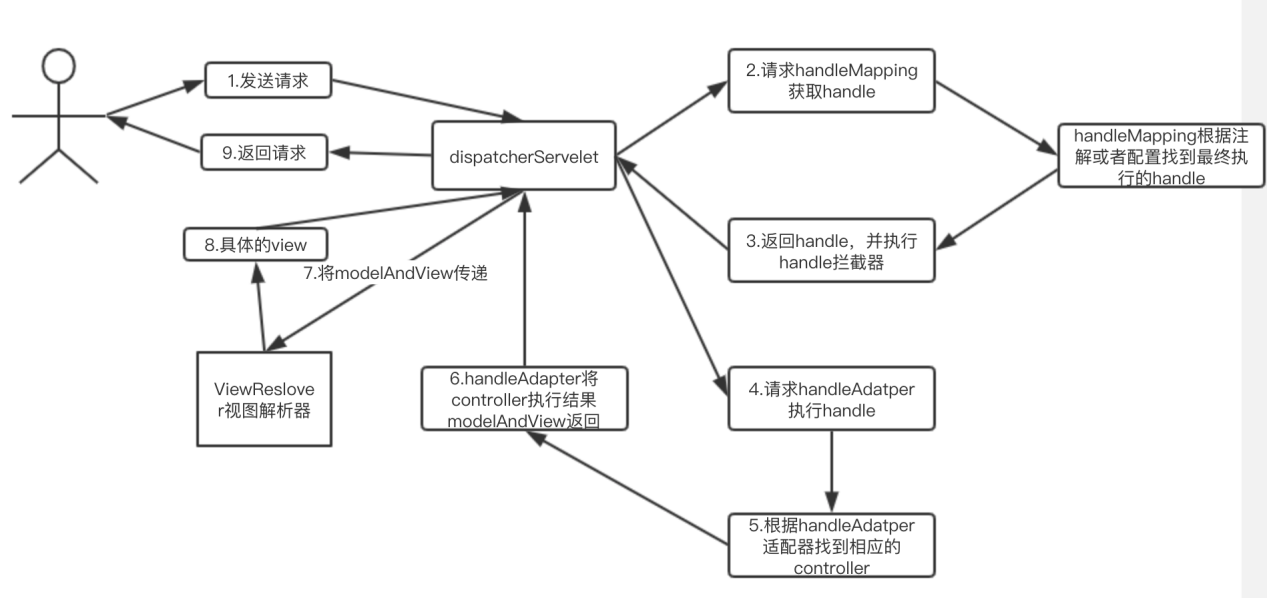 1.发送请求
2.请求handleMapping
获取handle
handleMapping根据注
解或者配置找到最终执
行的handle
dispatcherServelet
9.返回请求
3.返回handle，并执行
handle拦截器
8.具体的view
7.将modelAndView传递
ViewReslove
r视图解析器
6.handleAdapter将
controller执行结果
modelAndView返回
4.请求handleAdatper
执行handle
5.根据handleAdatper
适配器找到相应的
controller